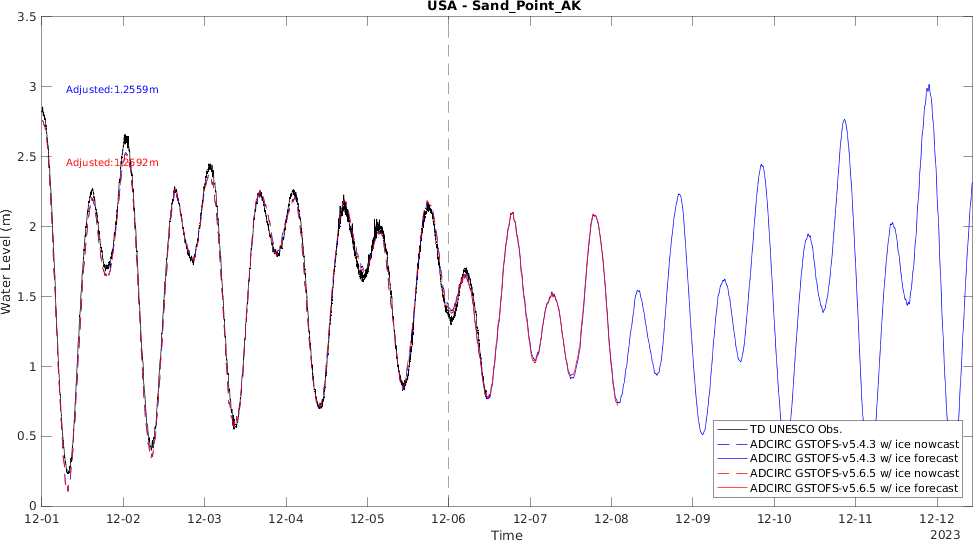 USA - Sand_Point_AK
3.5
3
2.5
2
1.5
1
0.5
0
Water Level (m)
Adjusted:1.2559m
Adjusted:1.2592m
12-01 12-02 12-03 12-04 12-05 12-06 12-07 12-08 12-09 12-10 12-11 12-12
2023
Time
TD UNESCO Obs.
ADCIRC GSTOFS-v5.4.3 w/ ice nowcast
ADCIRC GSTOFS-v5.4.3 w/ ice forecast
ADCIRC GSTOFS-v5.6.5 w/ ice nowcast
ADCIRC GSTOFS-v5.6.5 w/ ice forecast